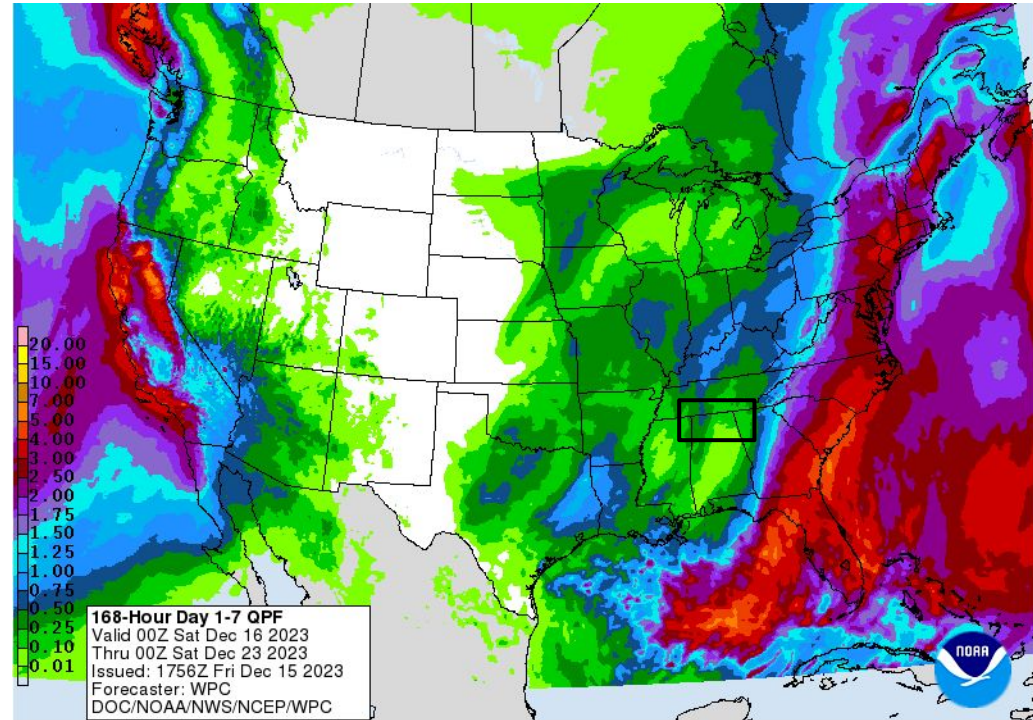 20.00
15.00
10.00
7.00
5.00
4.00
3.00
2.50
2.00
1.75
1.50
1.25
1.00
0.75
0.50
0.25
0.10
0.01
168-Hour Day 1-7 QPF
Valid 00Z Sat Dec 16 2023
Thru 00Z Sat Dec 23 2023
Issued: 1756Z Fri Dec 15 2023
Forecaster: WPC
DOC/NOAA/NWS/NCEP/WPC
NOAA